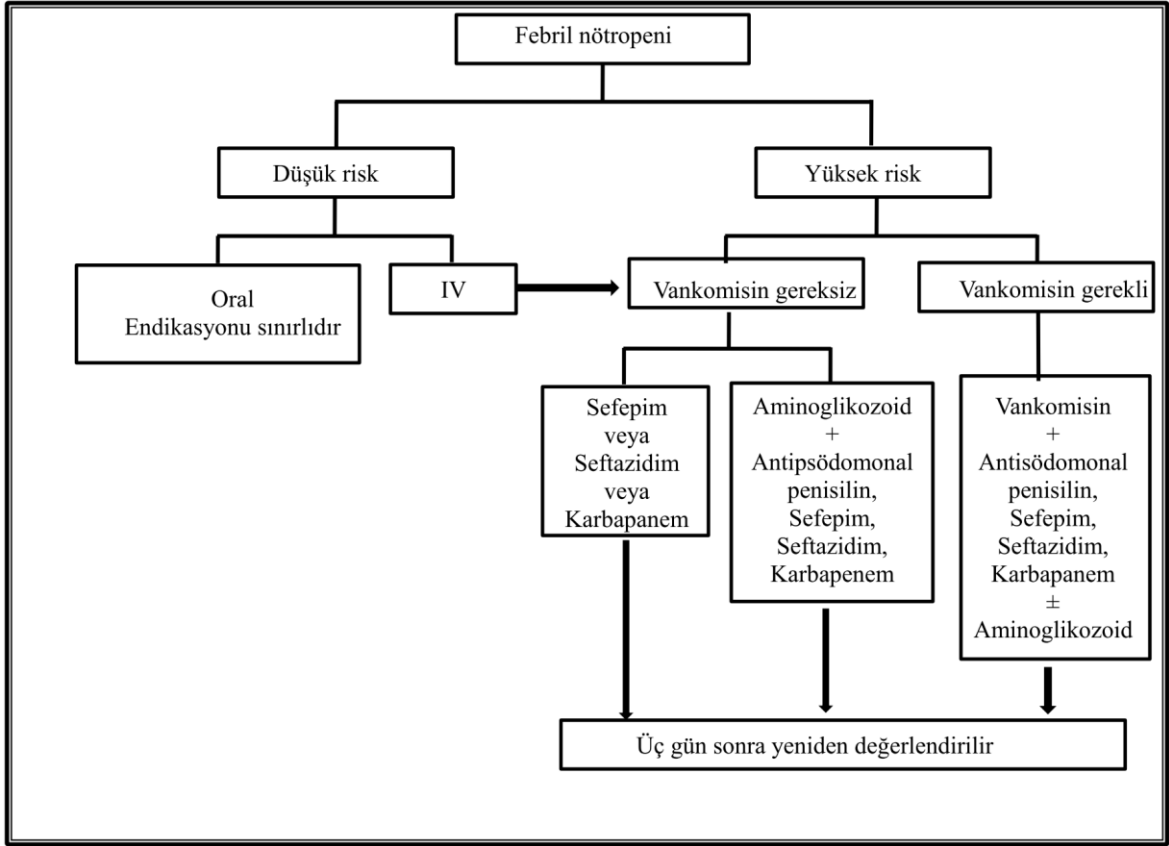 Febril nötropeni
Düşük risk
Yüksek risk
Oral
Endikasyonu sınırlıdır
IV
Vankomisin gereksiz
Vankomisin gerekli
Sefepim
veya
Seftazidim
veya
Karbapanem
Aminoglikozoid
+
Antipsödomonal
penisilin,
Sefepim,
Seftazidim,
Karbapenem
Vankomisin
+
Antisödomonal
penisilin,
Sefepim,
Seftazidim,
Karbapanem
±
Aminoglikozoid
Üç gün sonra yeniden değerlendirilir